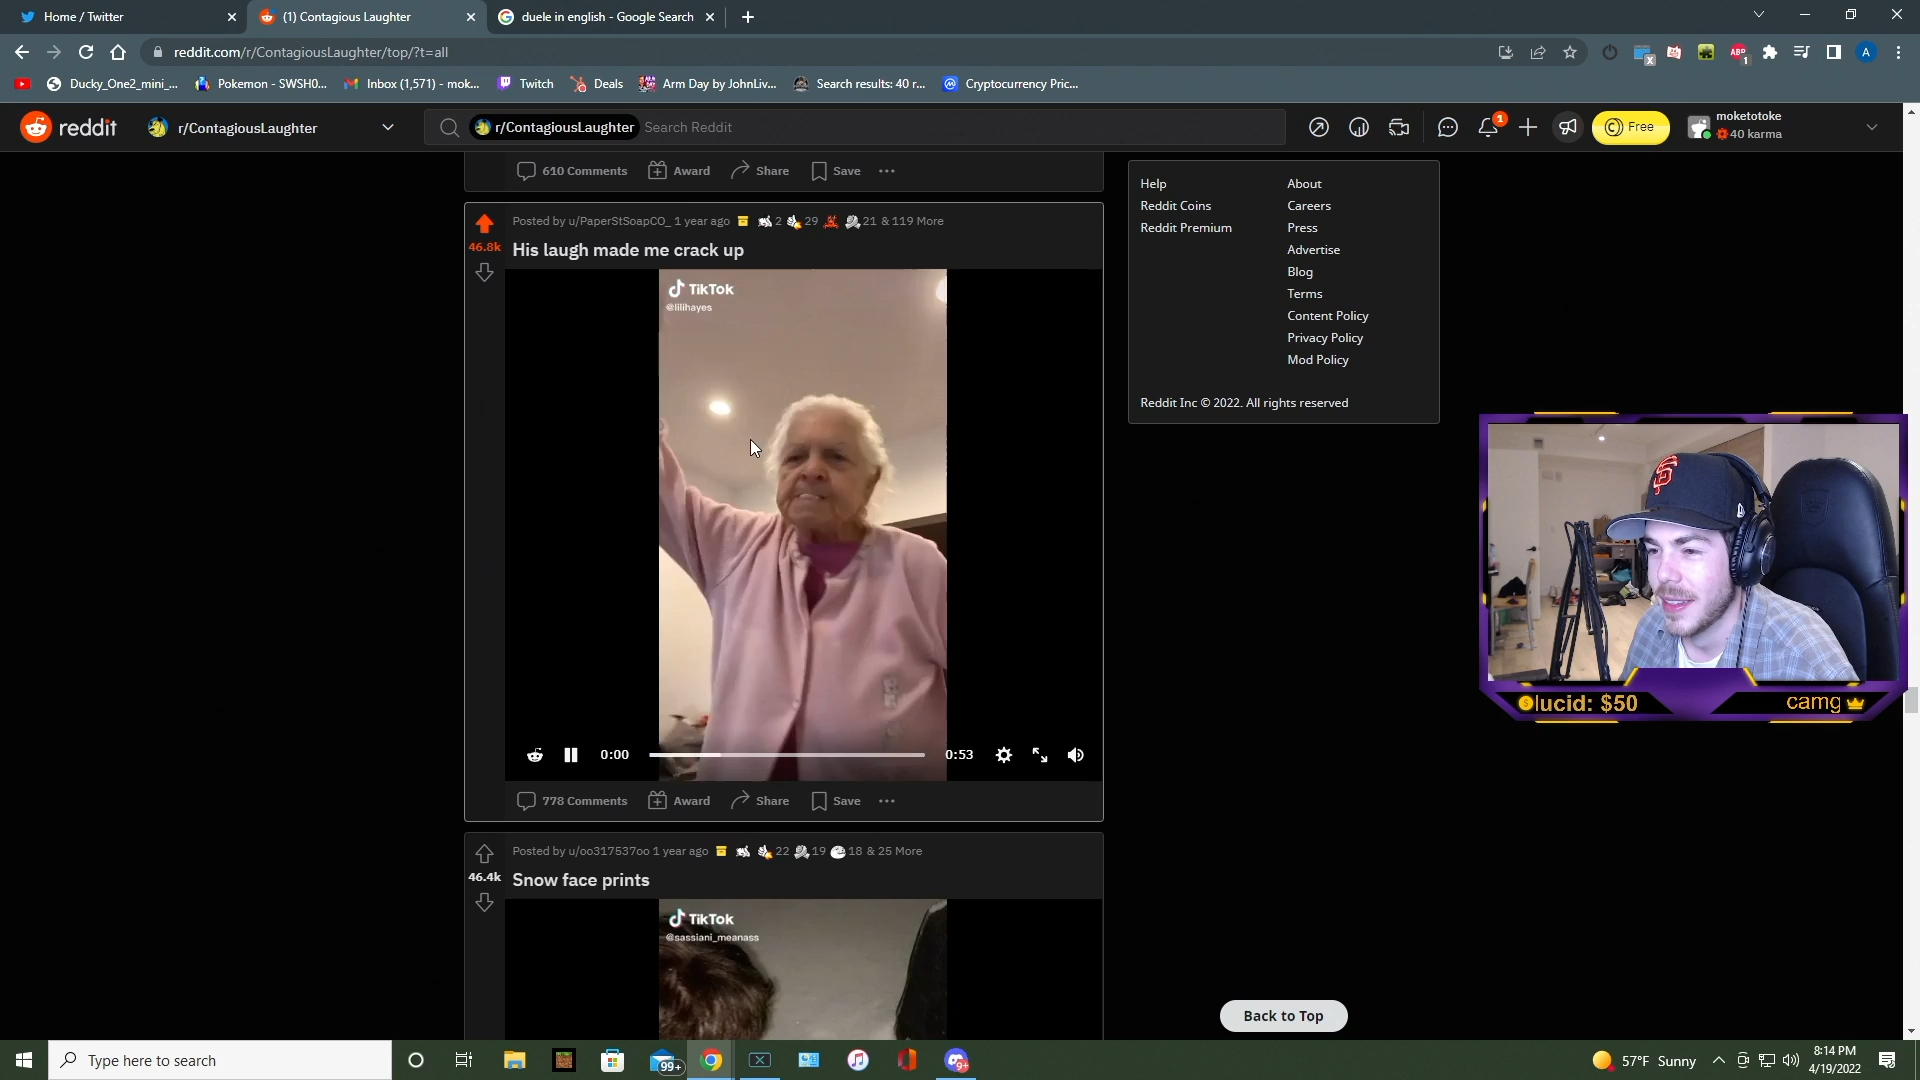 Home / Twitter
(1) Contagious Laughter
duele in english - Google Search
reddit.com/r/ContagiousLaughter/top/?t=all
Ducky_One2_mini_...
Pokemon - SWSH0...
Inbox (1,571) - mok...
Twitch
Deals
Arm Day by JohnLiv...
Search results: 40 r...
Cryptocurrency Pric...
ABP
1
A
reddit
r/ContagiousLaughter
r/ContagiousLaughter
Search Reddit
1
Free
moketotoke
40 karma
610 Comments
Award
Share
Save
Help
About
Reddit Coins
Careers
Reddit Premium
Press
Advertise
Blog
Terms
Content Policy
Privacy Policy
Mod Policy
Reddit Inc © 2022. All rights reserved
Posted by u/PaperStSoapCO_ 1 year ago 2 29 21 & 119 More
46.8k
His laugh made me crack up
TikTok
@lilihayes
0:00
0:53
778 Comments
Award
Share
Save
Posted by u/oo317537oo 1 year ago 22 19 18 & 25 More
46.4k
Snow face prints
TikTok
@sassiani_meanass
Back to Top
SF
lucid: $50
camg
Type here to search
99+
9+
57°F Sunny
8:14 PM
4/19/2022